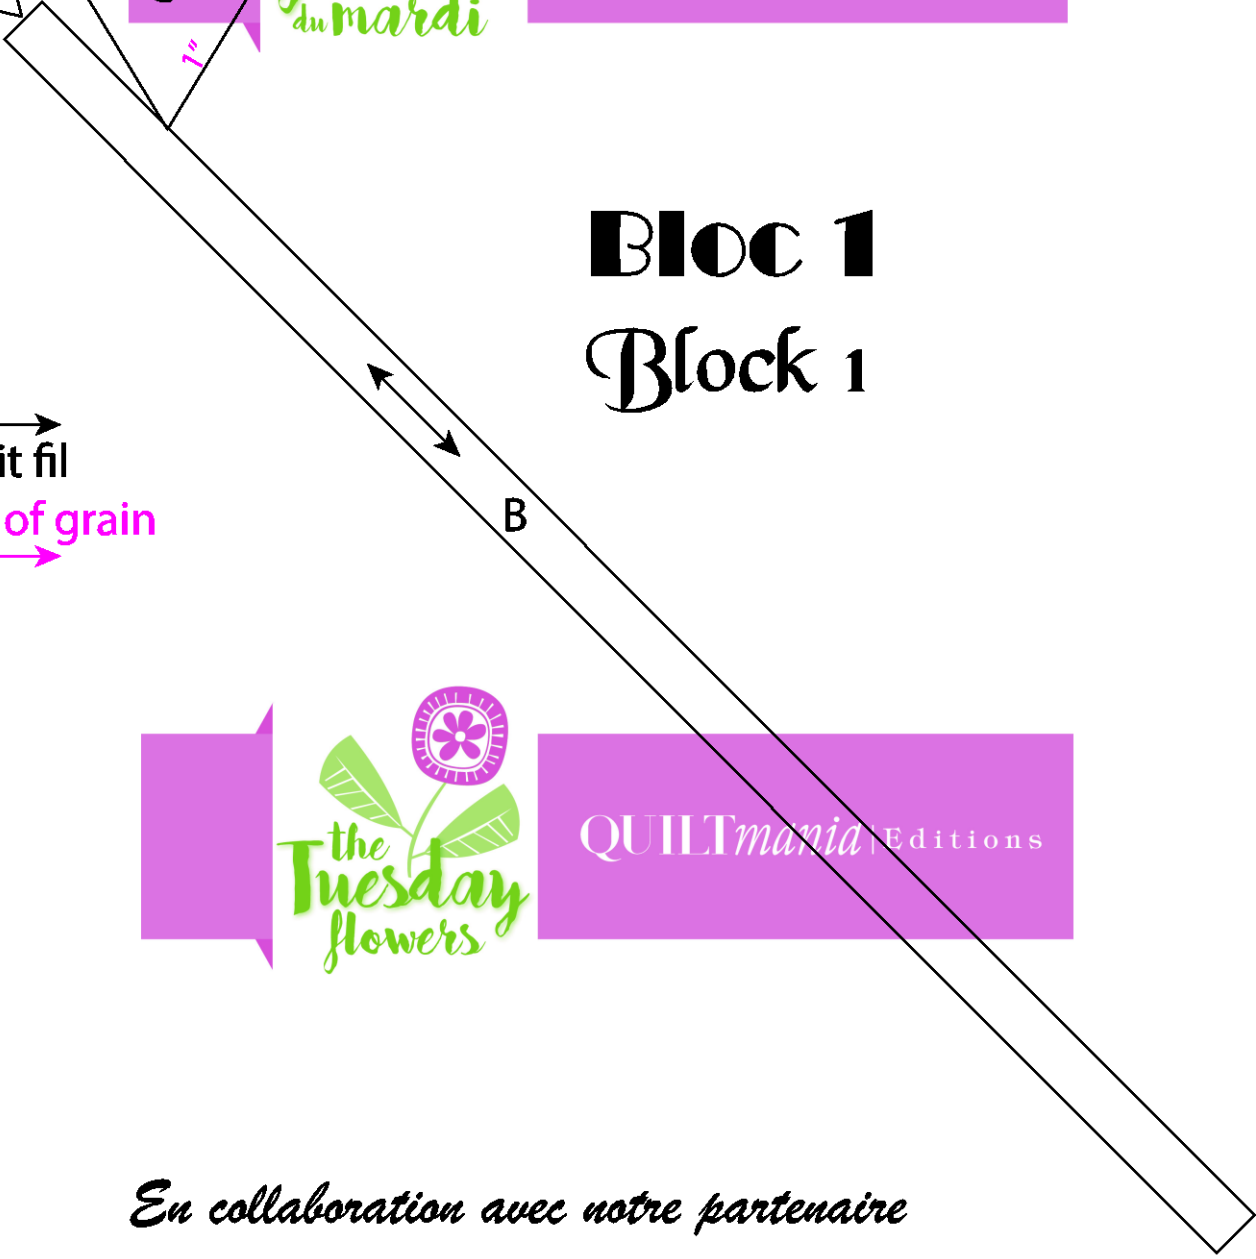 du mardi
1"
Bloc 1
Block 1
it fil
of grain
B
the
Tuesday
flowers
QUILTmania | Editions
En collaboration avec notre partenaire